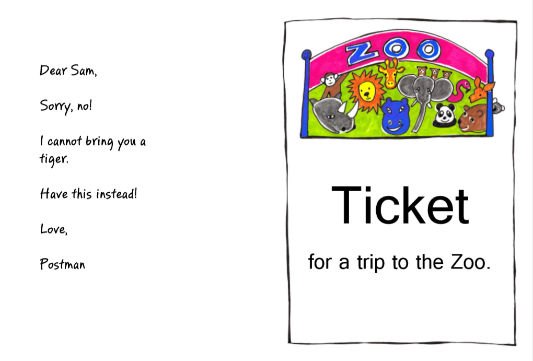 Dear Sam,
Sorry, no!
I cannot bring you a
tiger.
Have this instead!
Love,
Postman
ZOO
Ticket
for a trip to the Zoo.